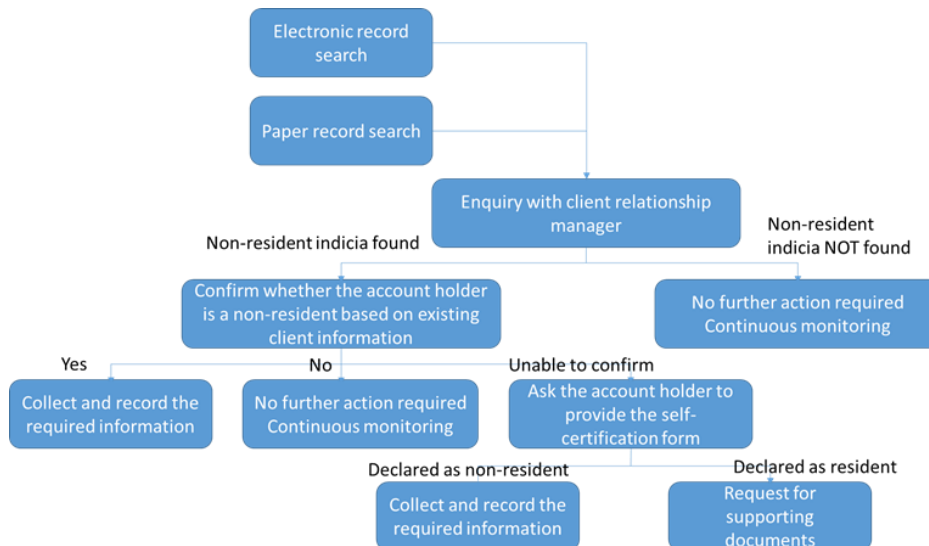 Electronic record
search
Paper record search
Enquiry with client relationship
manager
Non-resident indicia found
Non-resident
indicia NOT found
Confirm whether the account holder
is a non-resident based on existing
client information
No further action required
Continuous monitoring
Yes
No
Unable to confirm
Collect and record the
required information
No further action required
Continuous monitoring
Ask the account holder to
provide the self-
certification form
Declared as non-resident
Declared as resident
Collect and record the
required information
Request for
supporting
documents